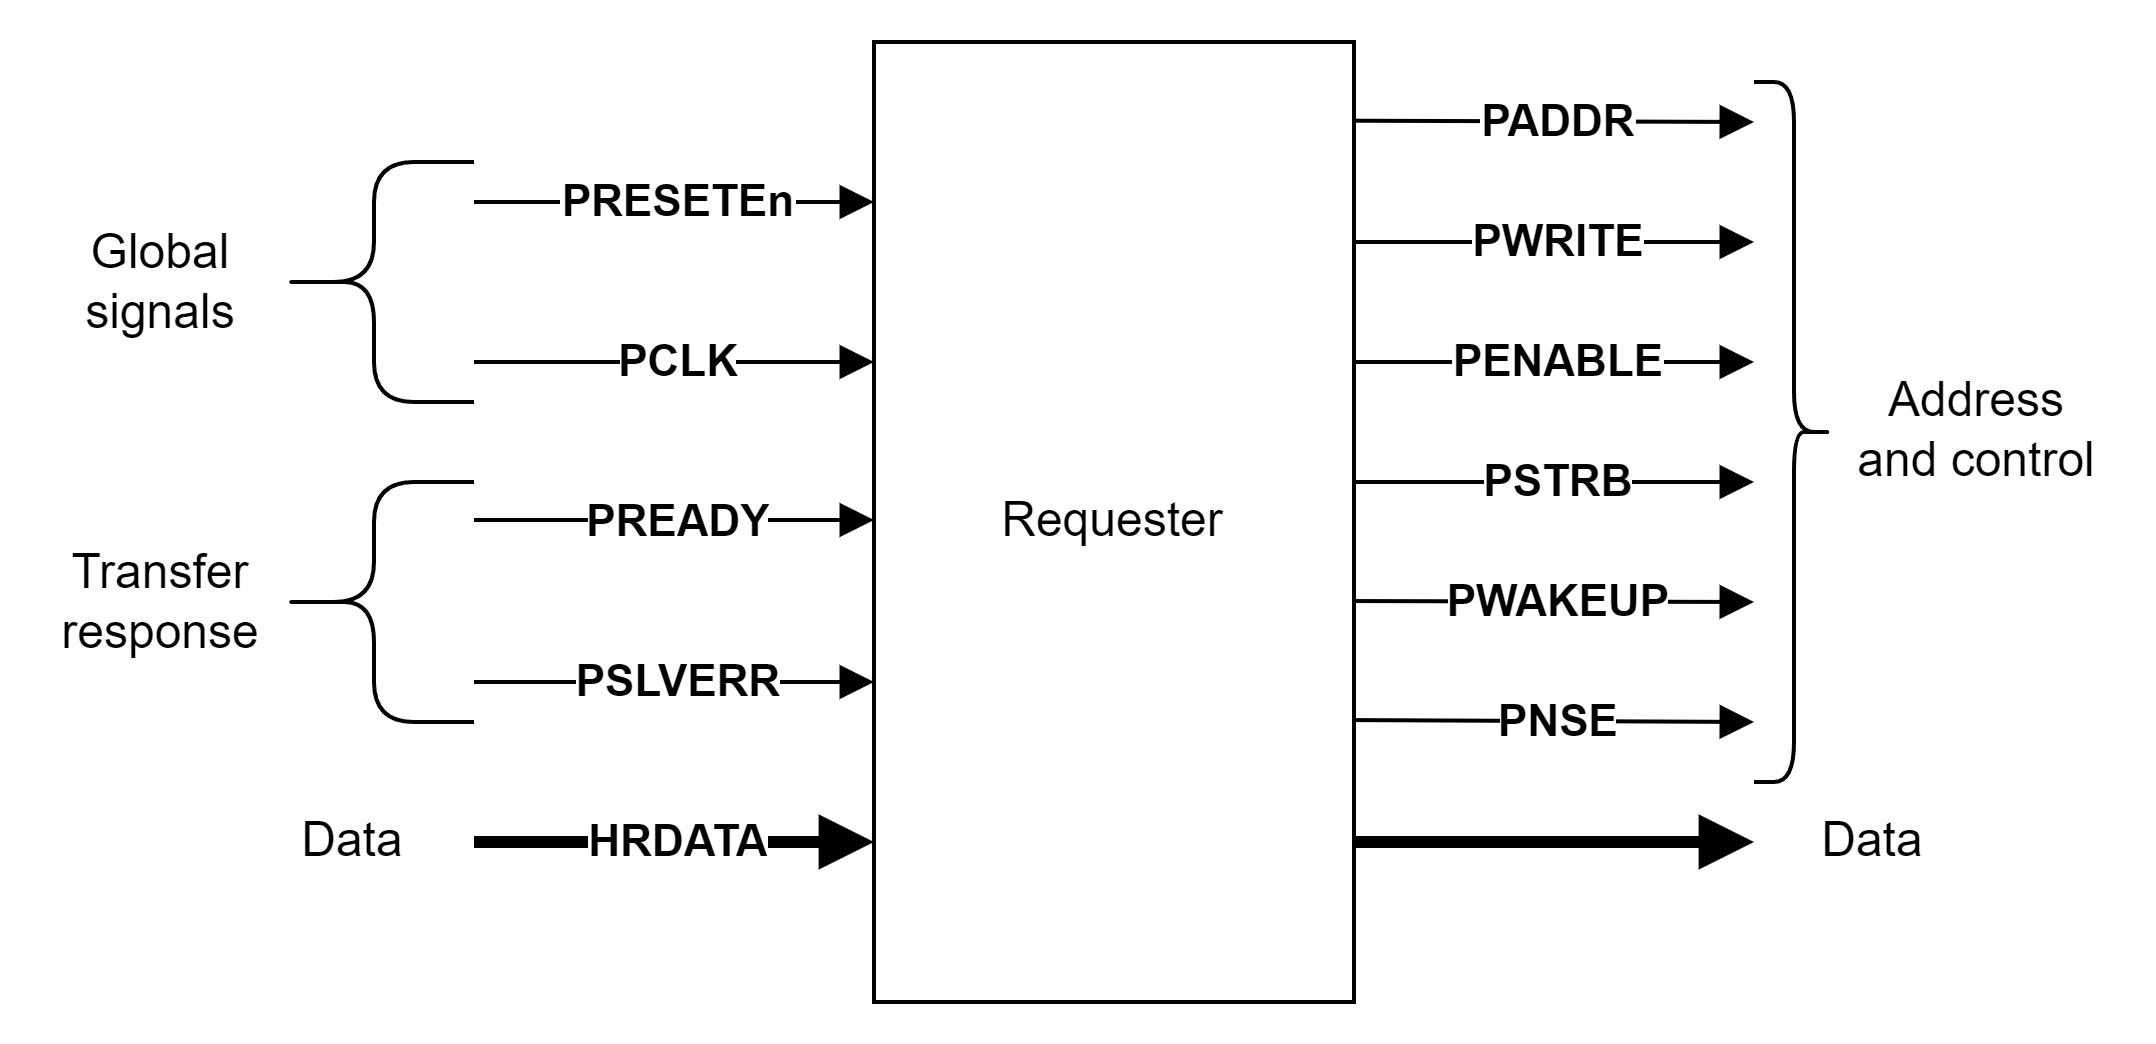 Global
signals
PRESETEn
PCLK
Transfer
response
PREADY
PSLVERR
Data
HRDATA
Requester
PADDR
PWRITE
PENABLE
PSTRB
PWAKEUP
PNSE
Address
and control
Data